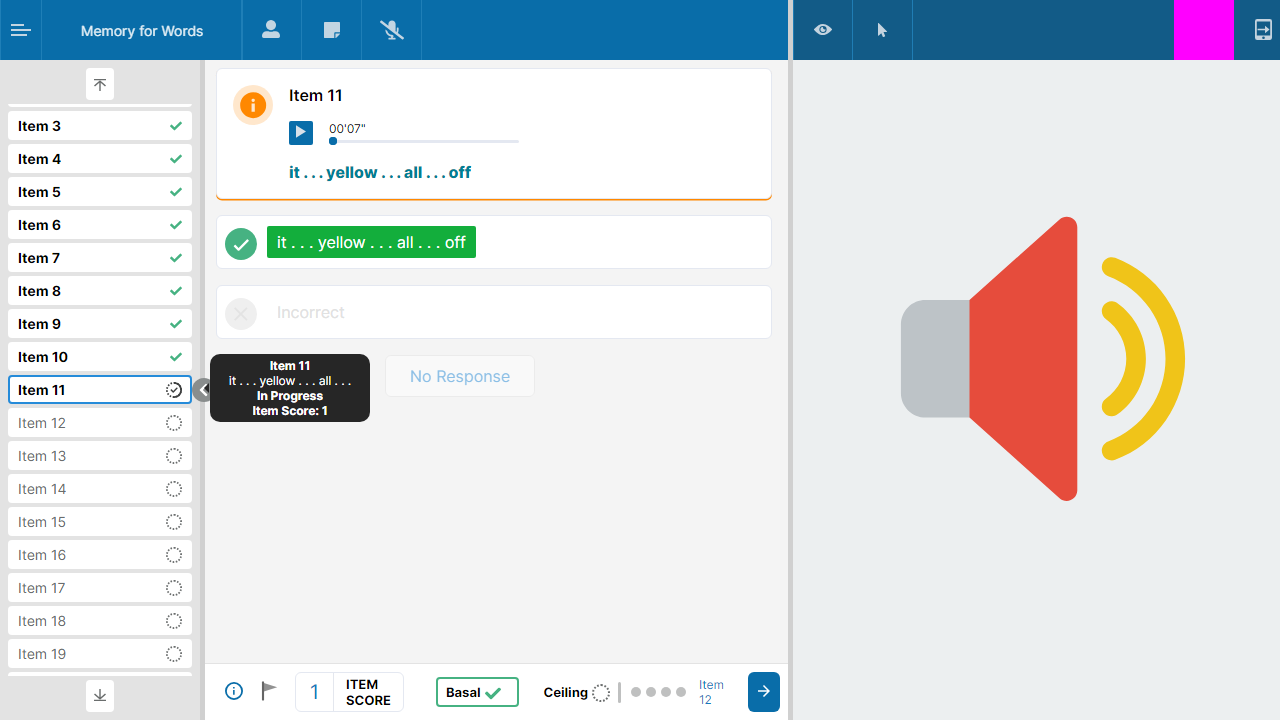 Memory for Words
Item 3
Item 4
Item 5
Item 6
Item 7
Item 8
Item 9
Item 10
Item 11
Item 12
Item 13
Item 14
Item 15
Item 16
Item 17
Item 18
Item 19
Item 11
00'07"
it . . . yellow . . . all . . . off
it . . . yellow . . . all . . . off
Incorrect
Item 11
it . . . yellow . . . all . . .
In Progress
Item Score: 1
No Response
1
ITEM
SCORE
Basal
Ceiling
Item
12